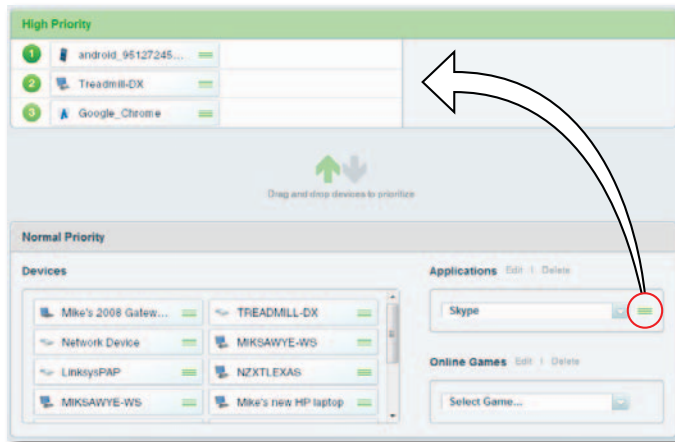 High Priority
1 android_95127245...
2 Treadmill-DX
3 Google_Chrome
Drag and drop devices to prioritize
Normal Priority
Devices
Applications Edit | Delete
Mike's 2008 Gatew... TREADMILL-DX
Skype
Network Device MIKSAWYE-WS
LinksysPAP NZXTLEXAS
Online Games Edit | Delete
MIKSAWYE-WS Mike's new HP laptop
Select Game...